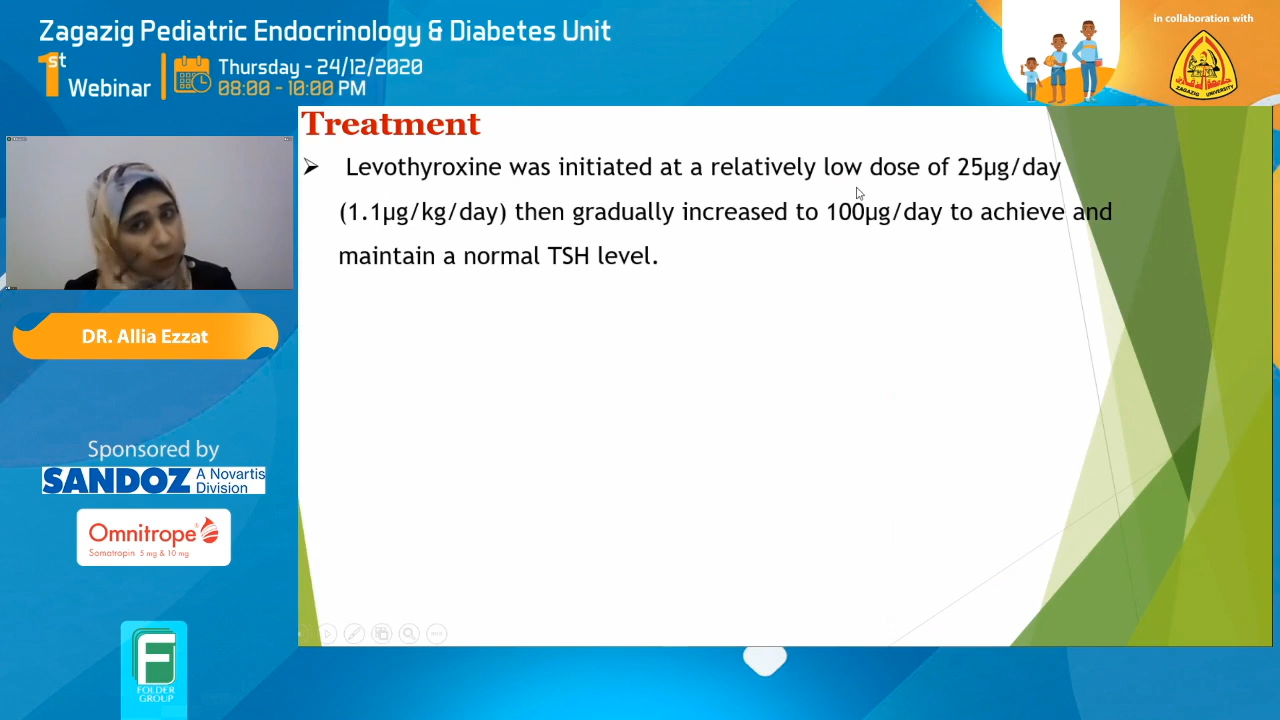 Zagazig Pediatric Endocrinology & Diabetes Unit
1st Webinar
Thursday - 24/12/2020
08:00 - 10:00 PM
in collaboration with
ZAGAZIG UNIVERSITY
Treatment
➢ Levothyroxine was initiated at a relatively low dose of 25µg/day
(1.1µg/kg/day) then gradually increased to 100µg/day to achieve and
maintain a normal TSH level.
DR. Allia Ezzat
Sponsored by
SANDOZ A Novartis
Division
Omnitrope®
Somatropin 5 mg & 10 mg
F
FOLDER
GROUP